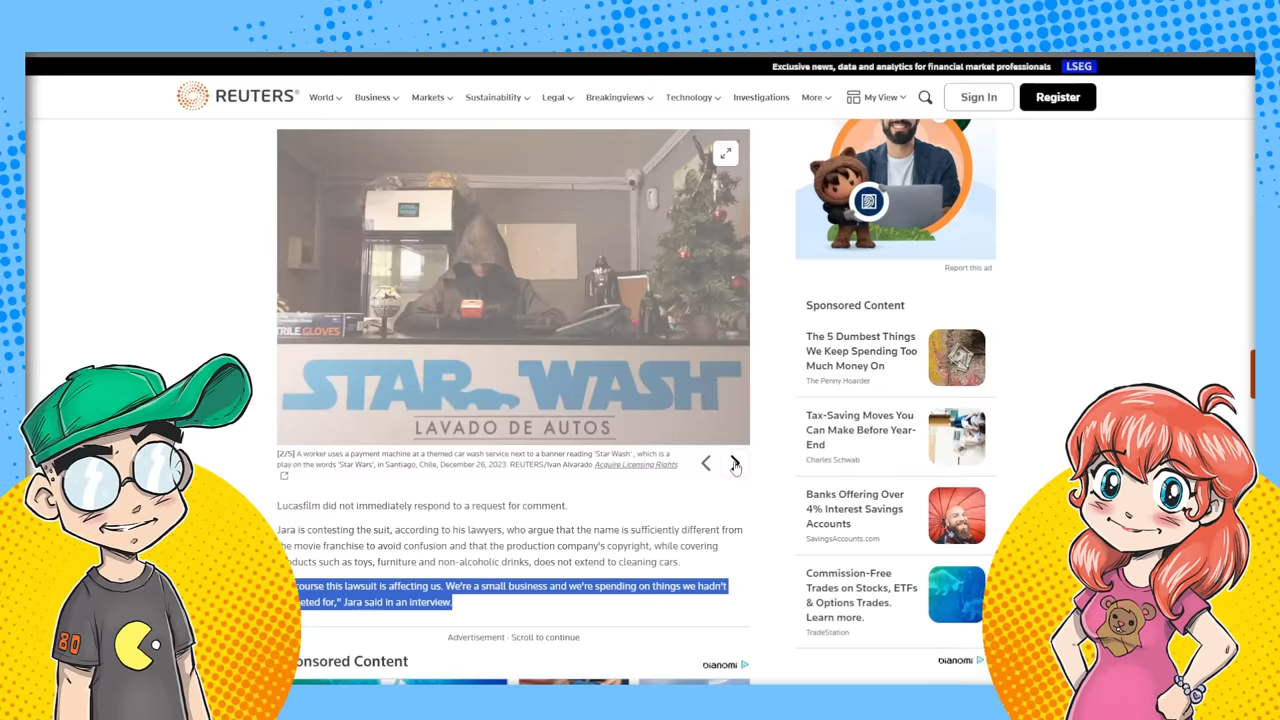 Exclusive news, data and analytics for financial market professionals LSEG
REUTERS®
World Business Markets Sustainability Legal Breakingviews Technology Investigations More My View Sign In Register
STAR WASH
TRILE GLOVES
STAR WASH
LAVADO DE AUTOS
[2/5] A worker uses a payment machine at a themed car wash service next to a banner reading 'Star Wash' , which is a
play on the words 'Star Wars', in Santiago, Chile, December 26, 2023. REUTERS/Ivan Alvarado Acquire Licensing Rights
Lucasfilm did not immediately respond to a request for comment.
Jara is contesting the suit, according to his lawyers, who argue that the name is sufficiently different from
he movie franchise to avoid confusion and that the production company's copyright, while covering
oducts such as toys, furniture and non-alcoholic drinks, does not extend to cleaning cars.
course this lawsuit is affecting us. We're a small business and we're spending on things we hadn't
eted for," Jara said in an interview.
Advertisement · Scroll to continue
onsored Content
DIANOMI
Report this ad
Sponsored Content
The 5 Dumbest Things
We Keep Spending Too
Much Money On
The Penny Hoarder
Tax-Saving Moves You
Can Make Before Year-
End
Charles Schwab
Banks Offering Over
4% Interest Savings
Accounts
SavingsAccounts.com
Commission-Free
Trades on Stocks, ETFs
& Options Trades.
Learn more.
TradeStation
DIANOMI
80